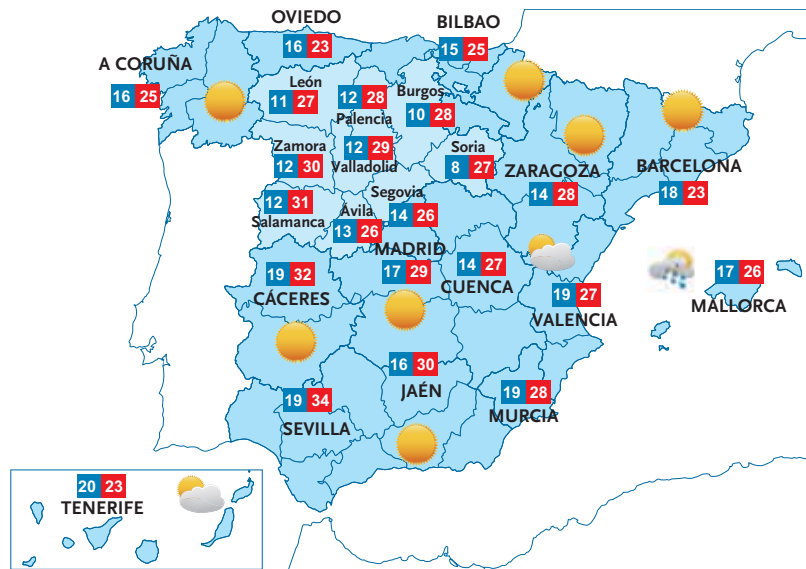 OVIEDO
16 23
BILBAO
15 25
A CORUÑA
16 25
León
11 27
12 28
Palencia
Burgos
10 28
Zamora
12 30
12 29
Valladolid
Soria
8 27
ZARAGOZA
14 28
BARCELONA
18 23
12 31
Salamanca
Ávila
13 26
Segovia
14 26
MADRID
17 29
14 27
CUENCA
19 32
CÁCERES
19 27
VALENCIA
17 26
MALLORCA
16 30
JAÉN
19 34
SEVILLA
19 28
MURCIA
20 23
TENERIFE